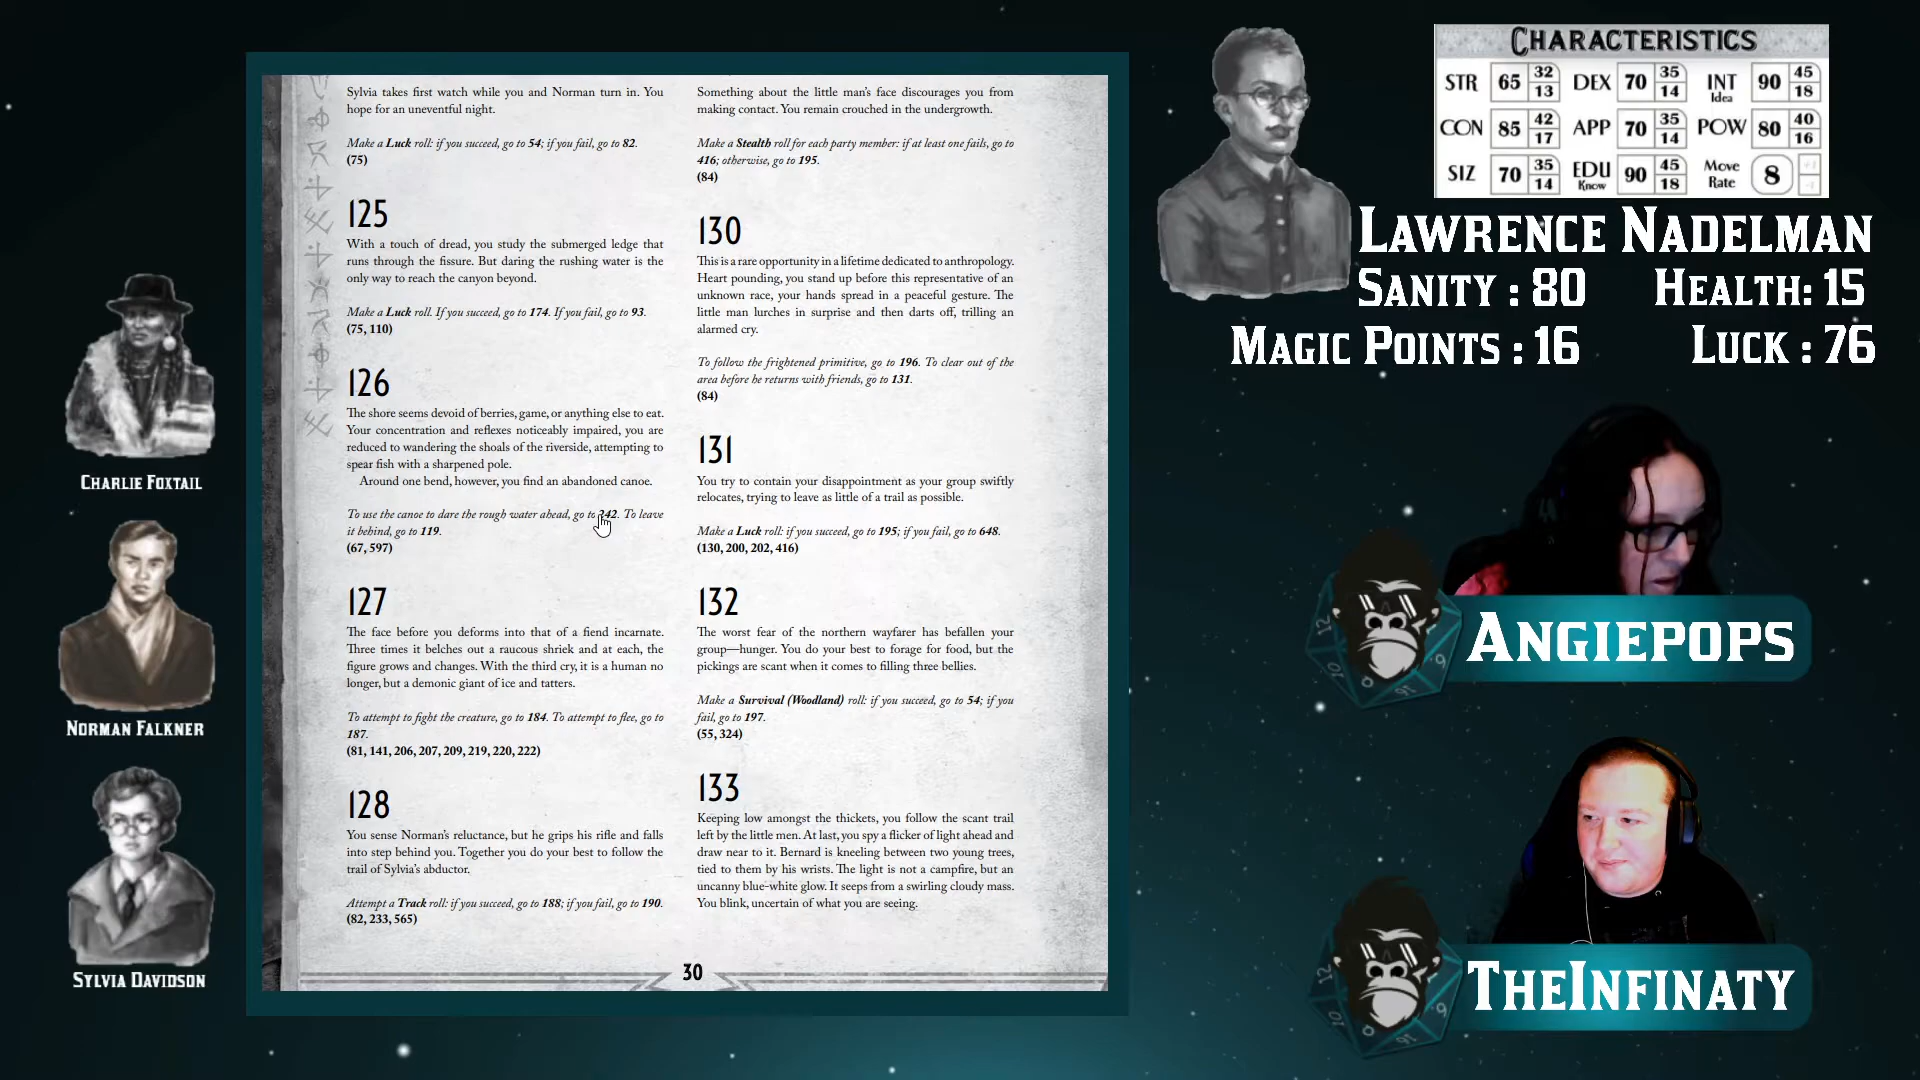 Sylvia takes first watch while you and Norman turn in. You
hope for an uneventful night.
Make a Luck roll: if you succeed, go to 54; if you fail, go to 82.
(75)
125
With a touch of dread, you study the submerged ledge that
runs through the fissure. But daring the rushing water is the
only way to reach the canyon beyond.
Make a Luck roll. If you succeed, go to 174. If you fail, go to 93.
(75, 110)
126
The shore seems devoid of berries, game, or anything else to eat.
Your concentration and reflexes noticeably impaired, you are
reduced to wandering the shoals of the riverside, attempting to
spear fish with a sharpened pole.
Around one bend, however, you find an abandoned canoe.
To use the canoe to dare the rough water ahead, go to 242. To leave
it behind, go to 119.
(67, 597)
127
The face before you deforms into that of a fiend incarnate.
Three times it belches out a raucous shriek and at each, the
figure grows and changes. With the third cry, it is a human no
longer, but a demonic giant of ice and tatters.
To attempt to fight the creature, go to 184. To attempt to flee, go to
187.
(81, 141, 206, 207, 209, 219, 220, 222)
128
You sense Norman's reluctance, but he grips his rifle and falls
into step behind you. Together you do your best to follow the
trail of Sylvia's abductor.
Attempt a Track roll: if you succeed, go to 188; if you fail, go to 190.
(82, 233, 565)
Something about the little man's face discourages you from
making contact. You remain crouched in the undergrowth.
Make a Stealth roll for each party member: if at least one fails, go to
416; otherwise, go to 195.
(84)
130
This is a rare opportunity in a lifetime dedicated to anthropology.
Heart pounding, you stand up before this representative of an
unknown race, your hands spread in a peaceful gesture. The
little man lurches in surprise and then darts off, trilling an
alarmed cry.
To follow the frightened primitive, go to 196. To clear out of the
area before he returns with friends, go to 131.
(84)
131
You try to contain your disappointment as your group swiftly
relocates, trying to leave as little of a trail as possible.
Make a Luck roll: if you succeed, go to 195; if you fail, go to 648.
(130, 200, 202, 416)
132
The worst fear of the northern wayfarer has befallen your
group—hunger. You do your best to forage for food, but the
pickings are scant when it comes to filling three bellies.
Make a Survival (Woodland) roll: if you succeed, go to 54; if you
fail, go to 197.
(55, 324)
133
Keeping low amongst the thickets, you follow the scant trail
left by the little men. At last, you spy a flicker of light ahead and
draw near to it. Bernard is kneeling between two young trees,
tied to them by his wrists. The light is not a campfire, but an
uncanny blue-white glow. It seeps from a swirling cloudy mass.
You blink, uncertain of what you are seeing.
30
Charlie Foxtail
Norman Falkner
Sylvia Davidson
Characteristics
STR 65 32 13 DEX 70 35 14 INT Idea 90 45 18
CON 85 42 17 APP 70 35 14 POW 80 40 16
SIZ 70 35 14 EDU Know 90 45 18 Move Rate 8
Lawrence Nadelman
Sanity : 80 Health: 15
Magic Points : 16 Luck : 76
Angiepops
TheInfinaty